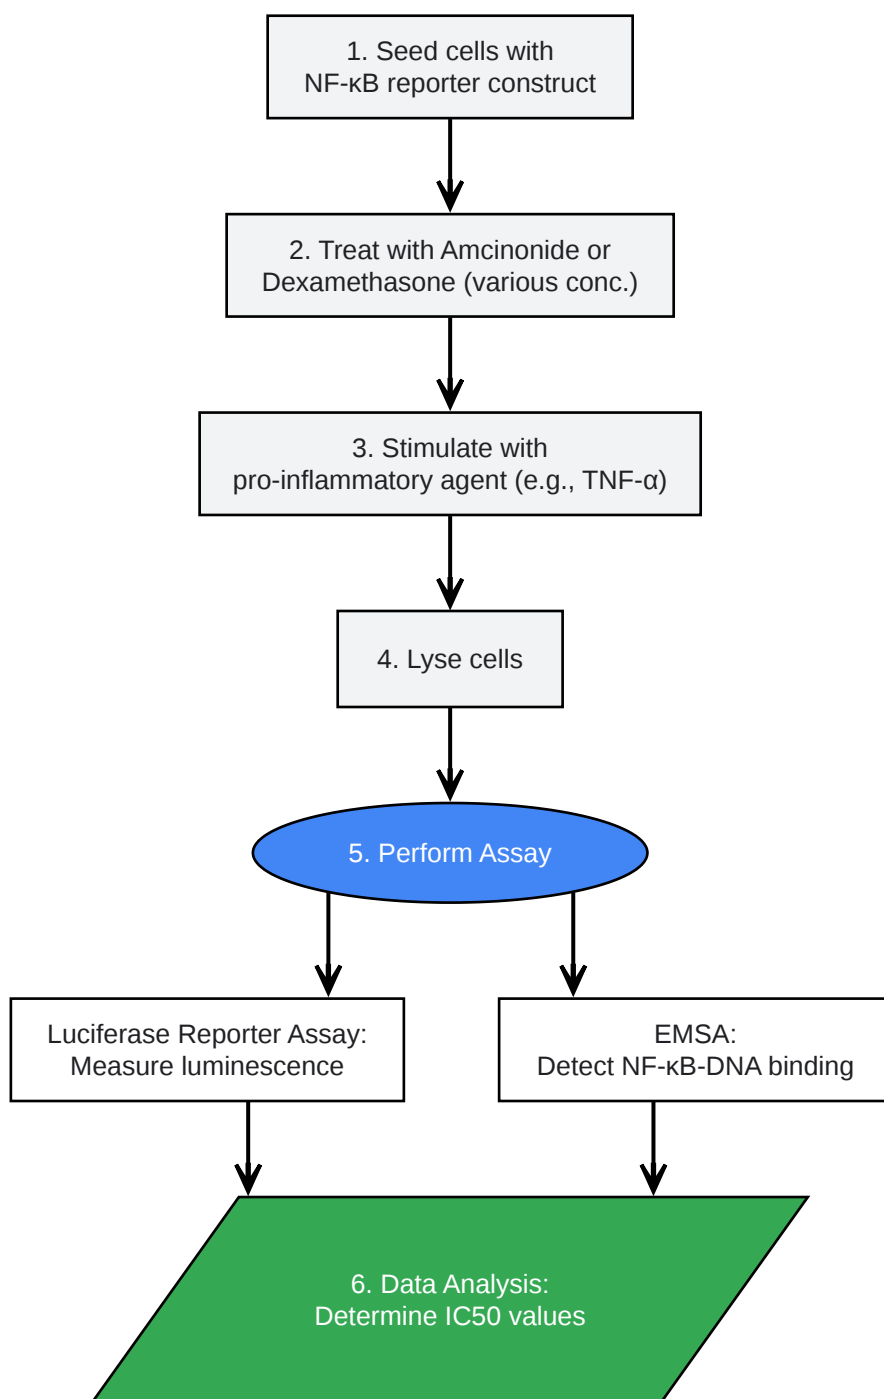 1. Seed cells with
NF-κB reporter construct
2. Treat with Amcinonide or
Dexamethasone (various conc.)
3. Stimulate with
pro-inflammatory agent (e.g., TNF-α)
4. Lyse cells
5. Perform Assay
Luciferase Reporter Assay:
Measure luminescence
EMSA:
Detect NF-κB-DNA binding
6. Data Analysis:
Determine IC50 values